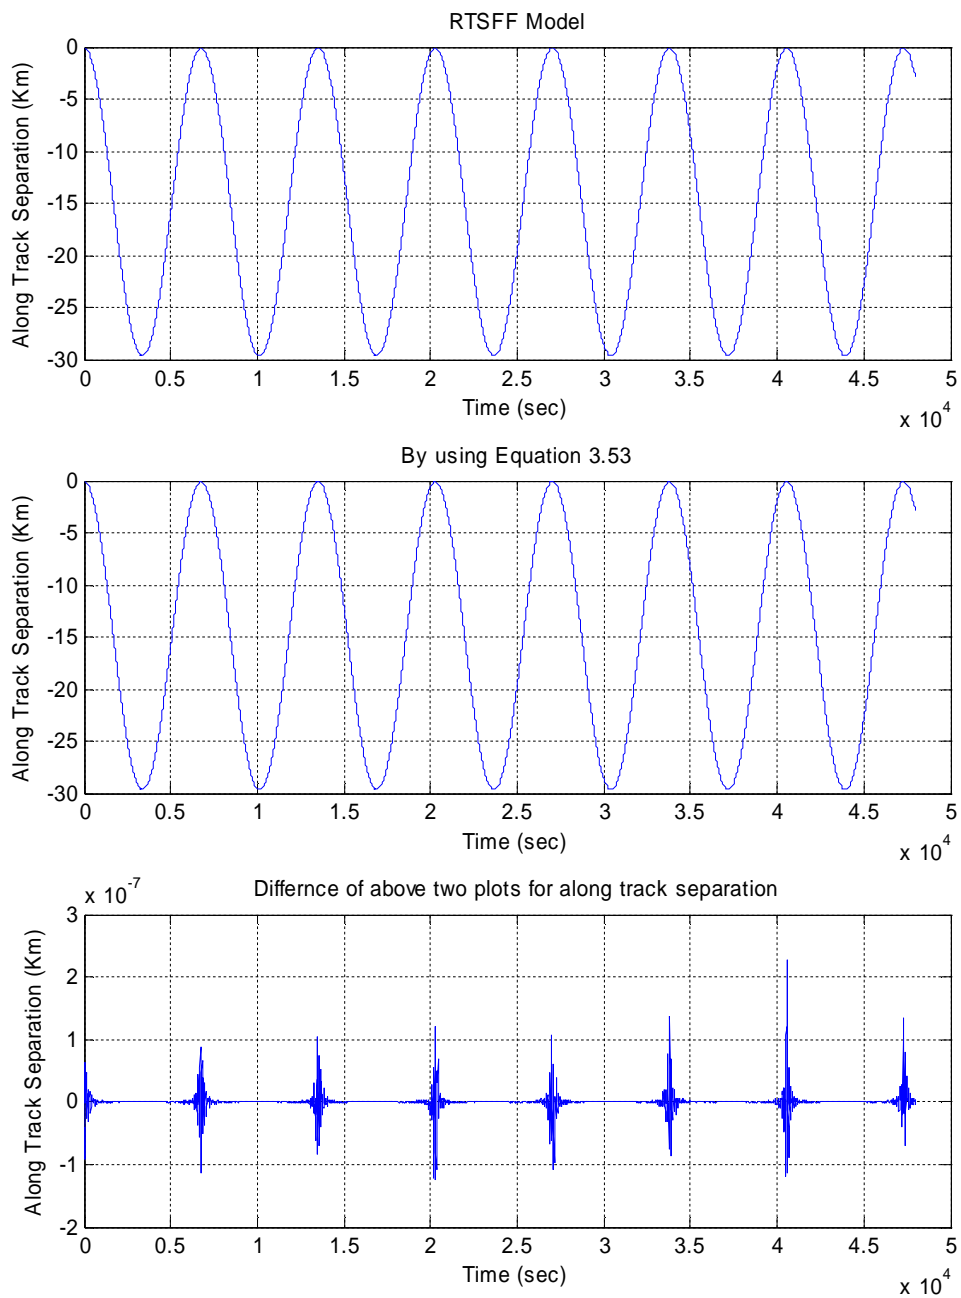 RTSFF Model
Along Track Separation (Km)
0
-5
-10
-15
-20
-25
-30
0 0.5 1 1.5 2 2.5 3 3.5 4 4.5 5
Time (sec)
x 10^4
By using Equation 3.53
Along Track Separation (Km)
0
-5
-10
-15
-20
-25
-30
0 0.5 1 1.5 2 2.5 3 3.5 4 4.5 5
Time (sec)
x 10^4
x 10^-7
Differnce of above two plots for along track separation
Along Track Separation (Km)
3
2
1
0
-1
-2
0 0.5 1 1.5 2 2.5 3 3.5 4 4.5 5
Time (sec)
x 10^4